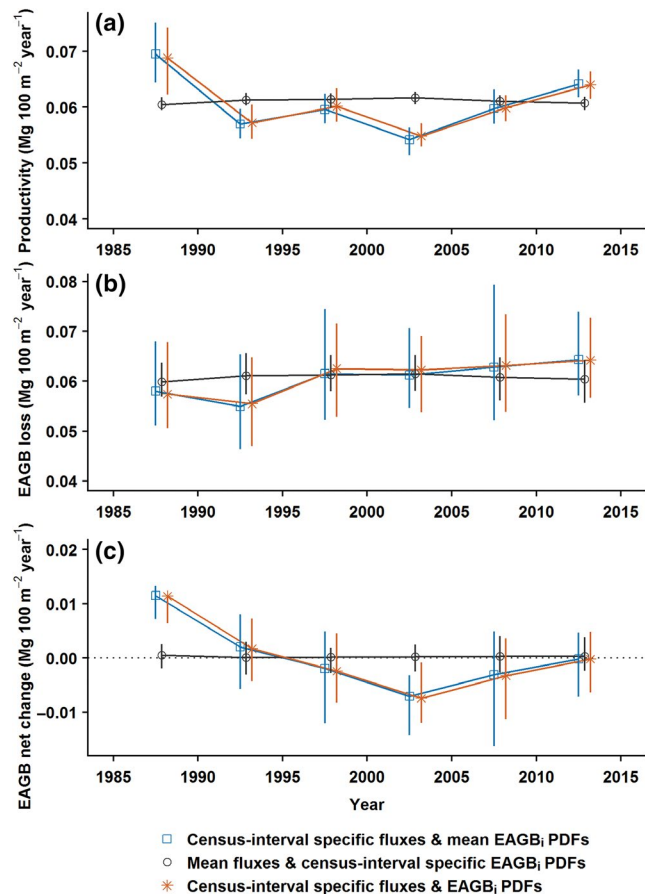 (a)
Productivity (Mg 100 m⁻² year⁻¹)
0.07
0.06
0.05
0.04
1985 1990 1995 2000 2005 2010 2015
(b)
EAGB loss (Mg 100 m⁻² year⁻¹)
0.08
0.07
0.06
0.05
0.04
1985 1990 1995 2000 2005 2010 2015
(c)
EAGB net change (Mg 100 m⁻² year⁻¹)
0.02
0.01
0.00
−0.01
1985 1990 1995 2000 2005 2010 2015
Year
Census-interval specific fluxes & mean EAGBᵢ PDFs
Mean fluxes & census-interval specific EAGBᵢ PDFs
Census-interval specific fluxes & EAGBᵢ PDFs